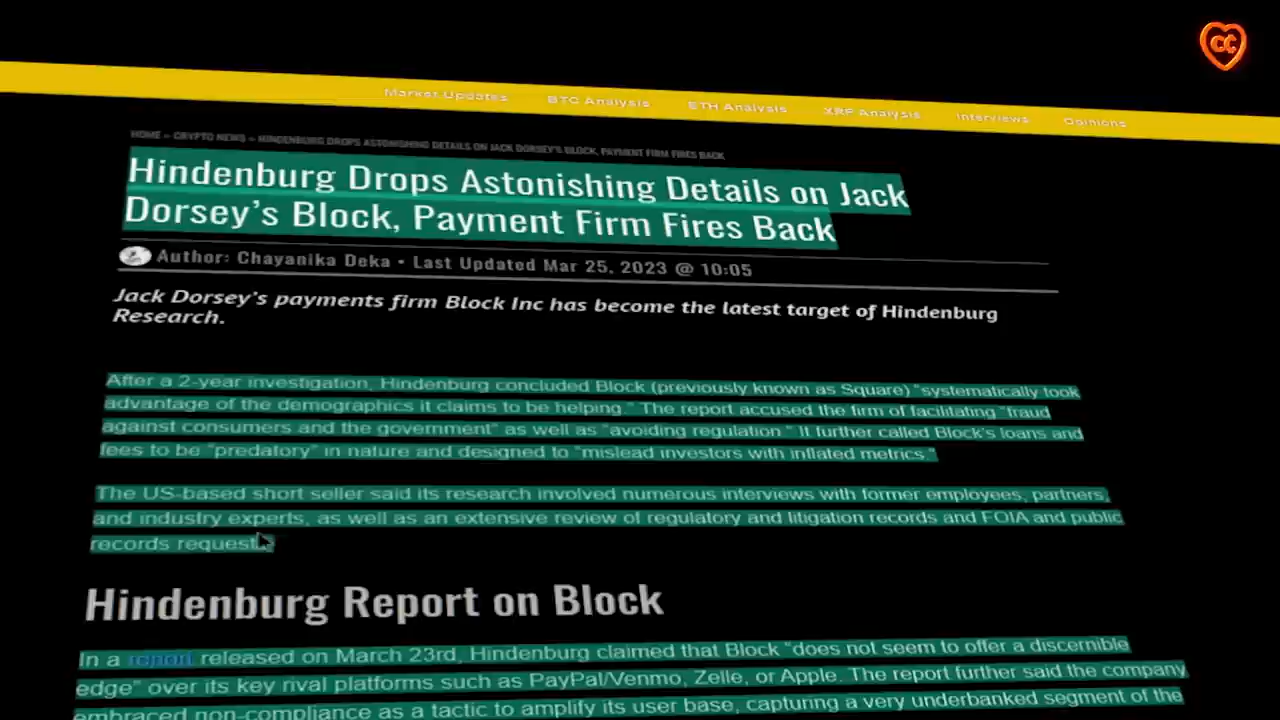 CC
Market Updates BTC Analysis ETH Analysis XRP Analysis Interviews Opinions
HOME » CRYPTO NEWS » HINDENBURG DROPS ASTONISHING DETAILS ON JACK DORSEY'S BLOCK, PAYMENT FIRM FIRES BACK
Hindenburg Drops Astonishing Details on Jack
Dorsey's Block, Payment Firm Fires Back
Author: Chayanika Deka • Last Updated Mar 25, 2023 @ 10:05
Jack Dorsey's payments firm Block Inc has become the latest target of Hindenburg
Research.
After a 2-year investigation, Hindenburg concluded Block (previously known as Square) "systematically took
advantage of the demographics it claims to be helping." The report accused the firm of facilitating "fraud
against consumers and the government" as well as "avoiding regulation." It further called Block's loans and
fees to be "predatory" in nature and designed to "mislead investors with inflated metrics."
The US-based short seller said its research involved numerous interviews with former employees, partners,
and industry experts, as well as an extensive review of regulatory and litigation records and FOIA and public
records requests.
Hindenburg Report on Block
In a report released on March 23rd, Hindenburg claimed that Block "does not seem to offer a discernible
edge" over its key rival platforms such as PayPal/Venmo, Zelle, or Apple. The report further said the company
embraced non-compliance as a tactic to amplify its user base, capturing a very underbanked segment of the